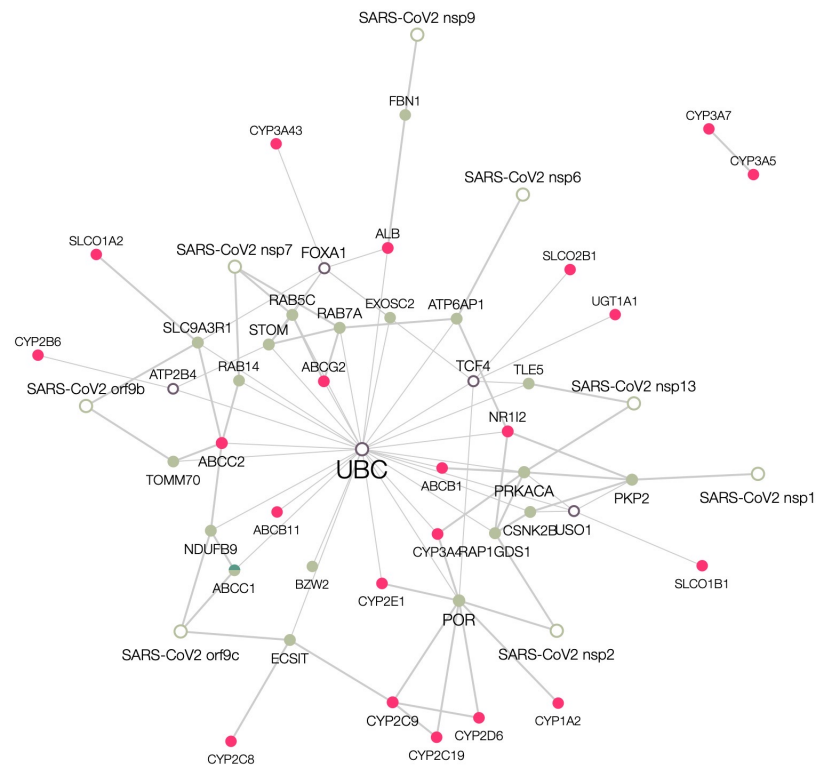 SARS-CoV2 nsp9
FBN1
CYP3A7
CYP3A43
CYP3A5
SARS-CoV2 nsp6
ALB
SLCO1A2
SARS-CoV2 nsp7
FOXA1
SLCO2B1
RAB5C
EXOSC2
ATP6AP1
UGT1A1
RAB7A
SLC9A3R1
STOM
CYP2B6
ATP2B4
RAB14
ABCG2
TCF4
TLE5
SARS-CoV2 orf9b
SARS-CoV2 nsp13
NR1I2
ABCC2
UBC
TOMM70
ABCB1
PRKACA
PKP2
SARS-CoV2 nsp1
ABCB11
CSNK2B
USO1
NDUFB9
CYP3A4
RAP1GDS1
ABCC1
BZW2
SLCO1B1
CYP2E1
POR
SARS-CoV2 orf9c
ECSIT
SARS-CoV2 nsp2
CYP2C9
CYP1A2
CYP2D6
CYP2C8
CYP2C19